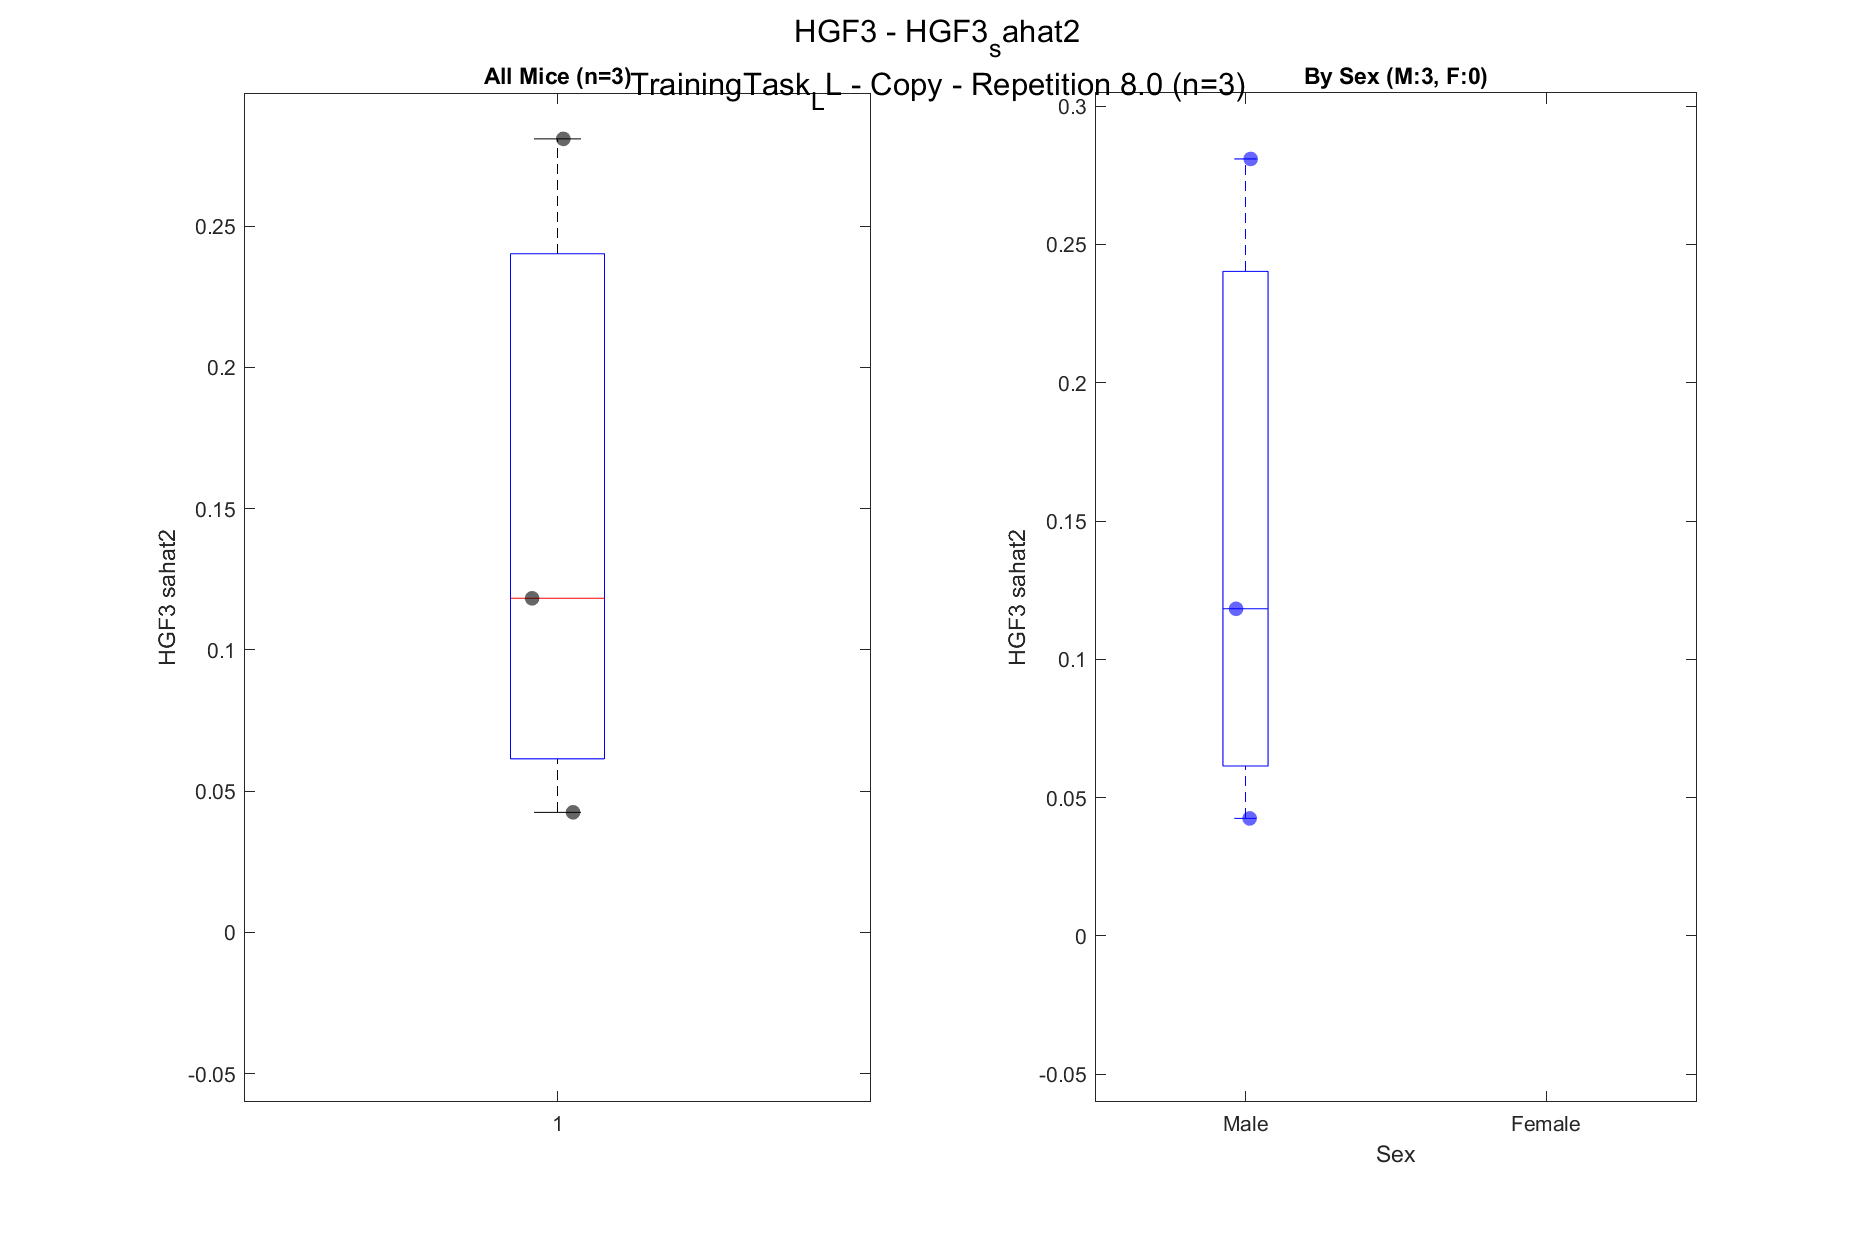 HGF3 - HGF3sahat2
TrainingTaskLL - Copy - Repetition 8.0 (n=3)
All Mice (n=3)
HGF3 sahat2
0.25
0.2
0.15
0.1
0.05
0
-0.05
1
By Sex (M:3, F:0)
HGF3 sahat2
0.3
0.25
0.2
0.15
0.1
0.05
0
-0.05
Male Female
Sex